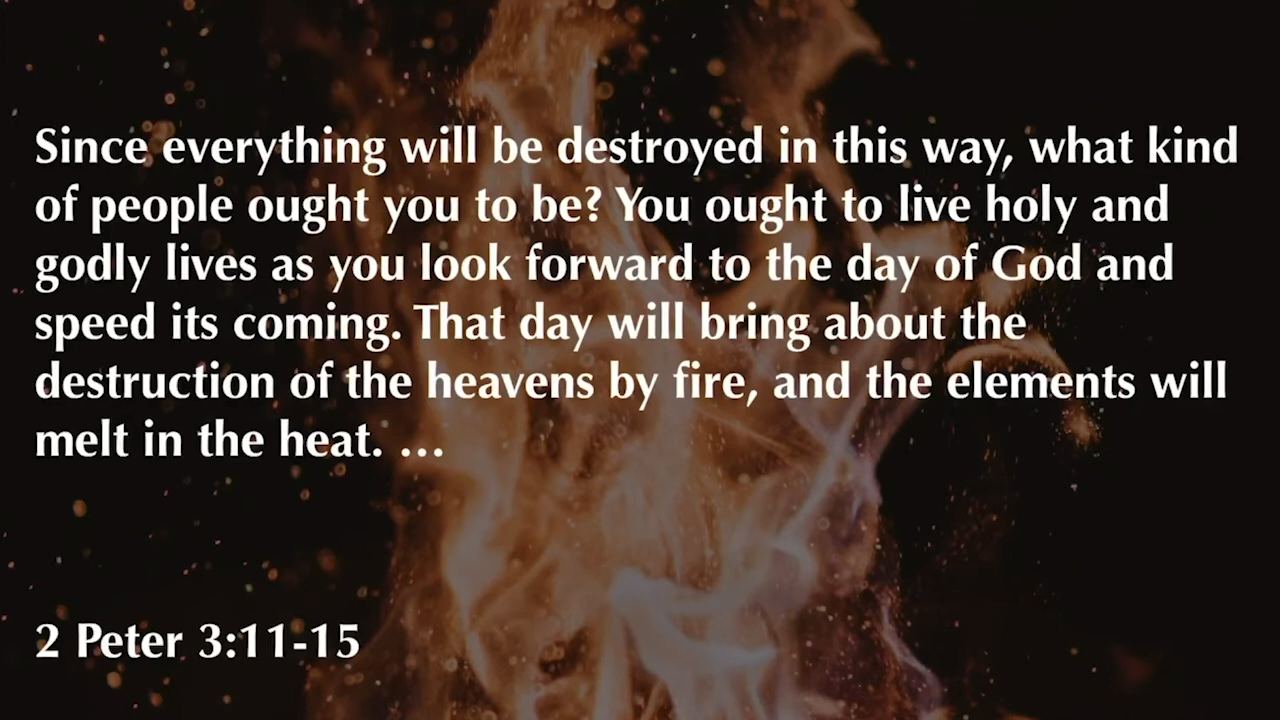 Since everything will be destroyed in this way, what kind
of people ought you to be? You ought to live holy and
godly lives as you look forward to the day of God and
speed its coming. That day will bring about the
destruction of the heavens by fire, and the elements will
melt in the heat. …
2 Peter 3:11-15